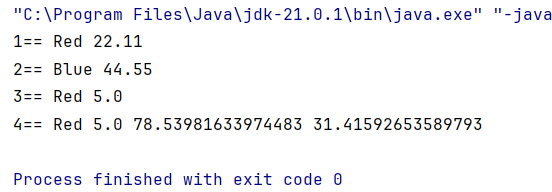 "C:\Program Files\Java\jdk-21.0.1\bin\java.exe" "-java
1== Red 22.11
2== Blue 44.55
3== Red 5.0
4== Red 5.0 78.53981633974483 31.41592653589793
Process finished with exit code 0